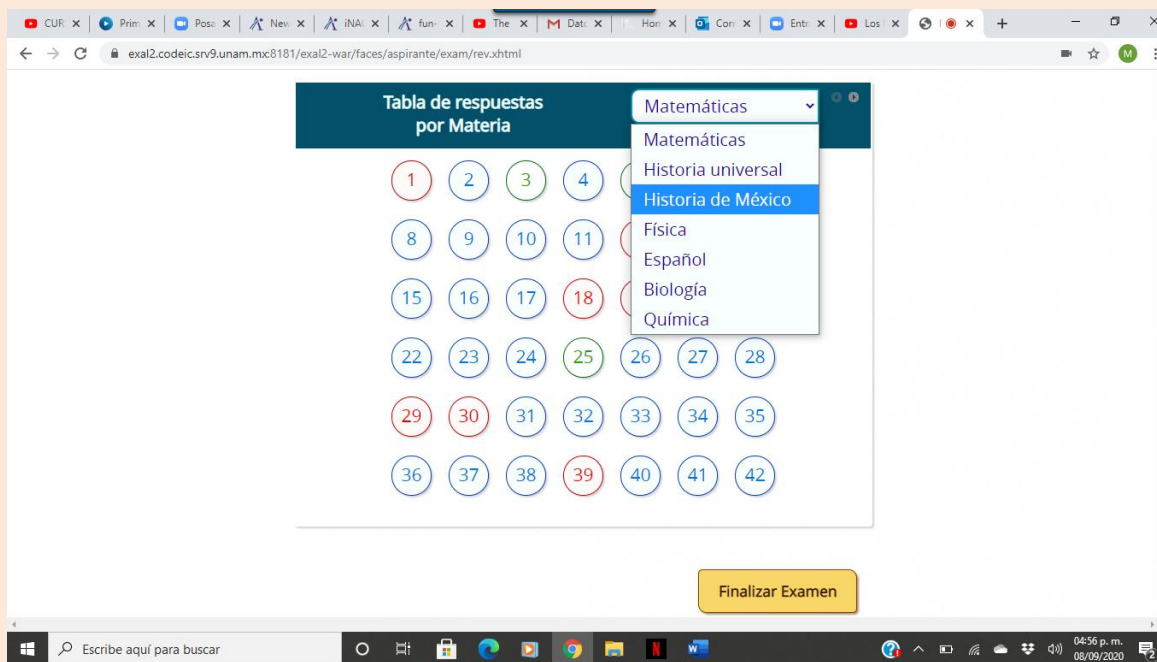 CUR
Prim
Posa
New
iNAI
fun-
The
Datc
Hom
Corr
Entr
Los
exal2.codeic.srv9.unam.mx:8181/exal2-war/faces/aspirante/exam/rev.xhtml
M
Tabla de respuestas
por Materia
Matemáticas
Matemáticas
Historia universal
Historia de México
Física
Español
Biología
Química
1 2 3 4
8 9 10 11
15 16 17 18
22 23 24 25 26 27 28
29 30 31 32 33 34 35
36 37 38 39 40 41 42
Finalizar Examen
Escribe aquí para buscar
04:56 p. m.
08/09/2020
2